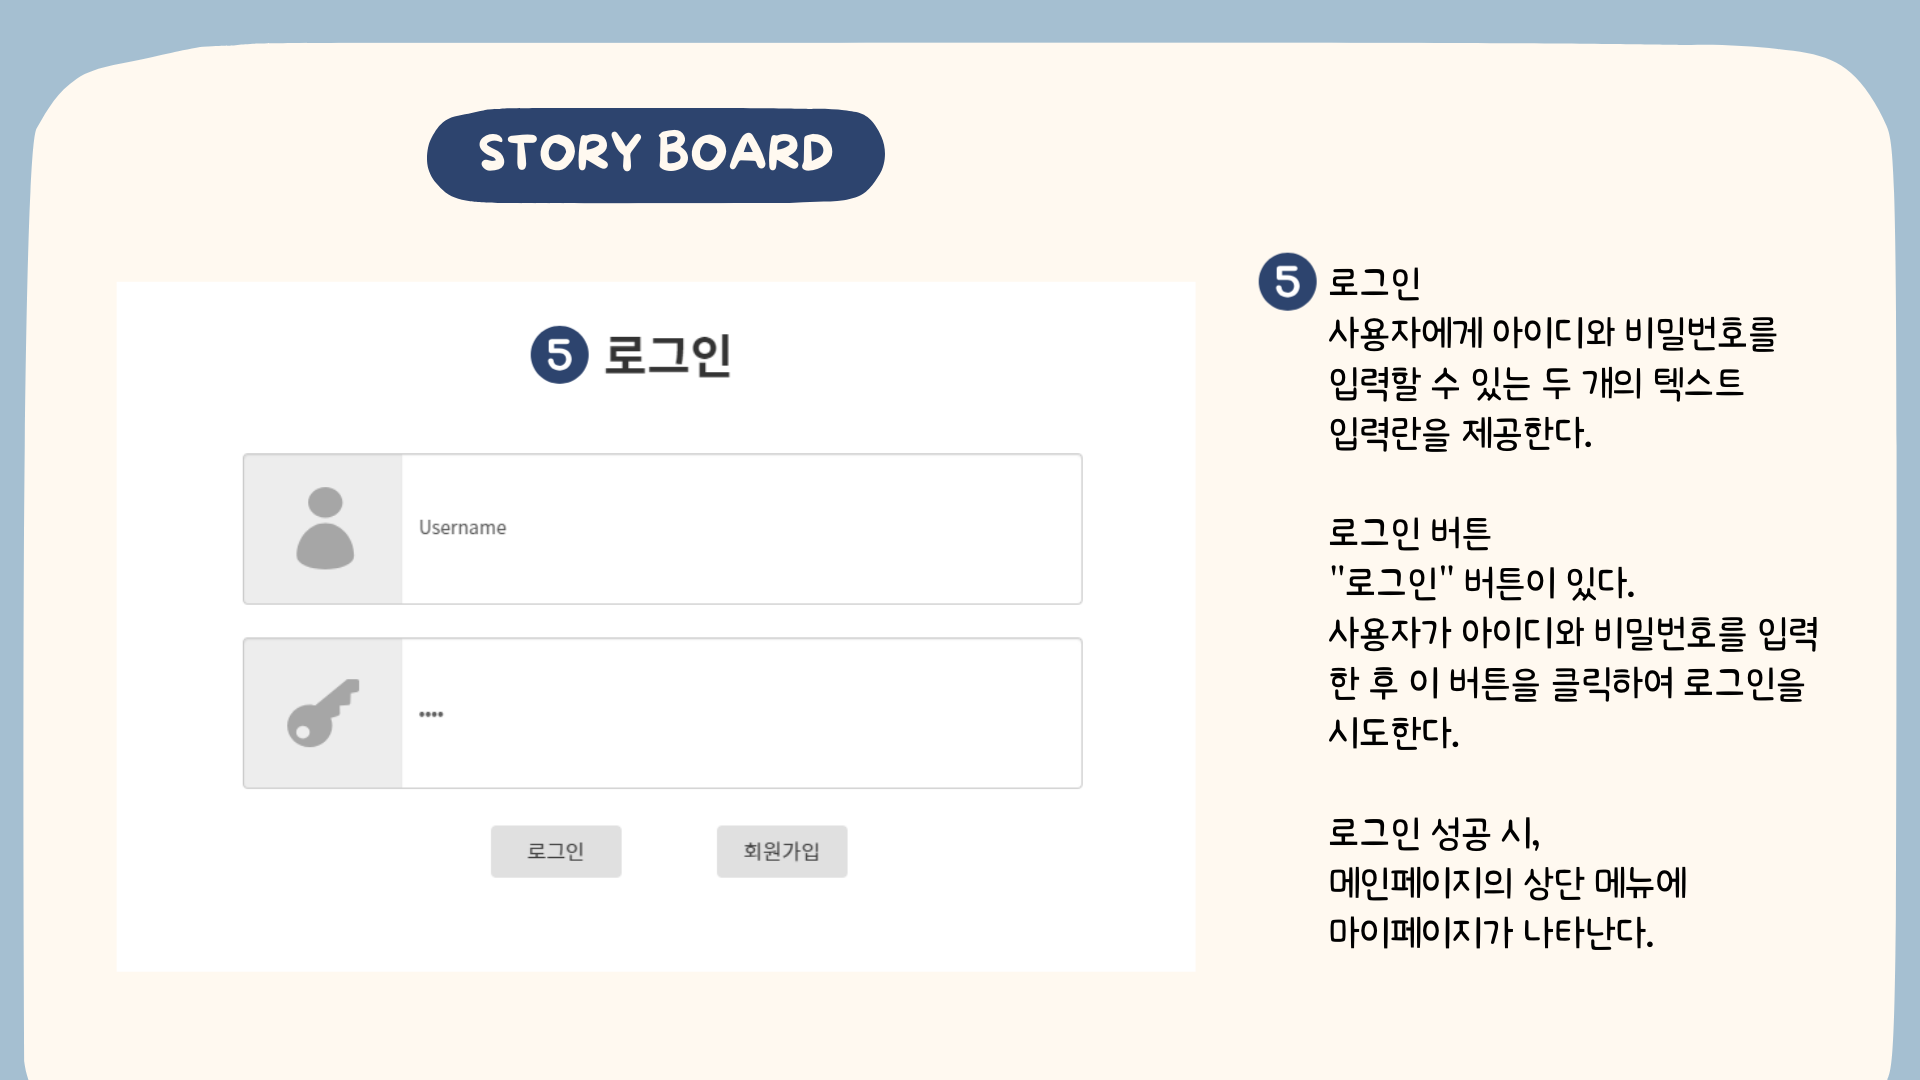 STORY BOARD
5 로그인
Username
••••
로그인 회원가입
5 로그인
사용자에게 아이디와 비밀번호를
입력할 수 있는 두 개의 텍스트
입력란을 제공한다.
로그인 버튼
"로그인" 버튼이 있다.
사용자가 아이디와 비밀번호를 입력
한 후 이 버튼을 클릭하여 로그인을
시도한다.
로그인 성공 시,
메인페이지의 상단 메뉴에
마이페이지가 나타난다.